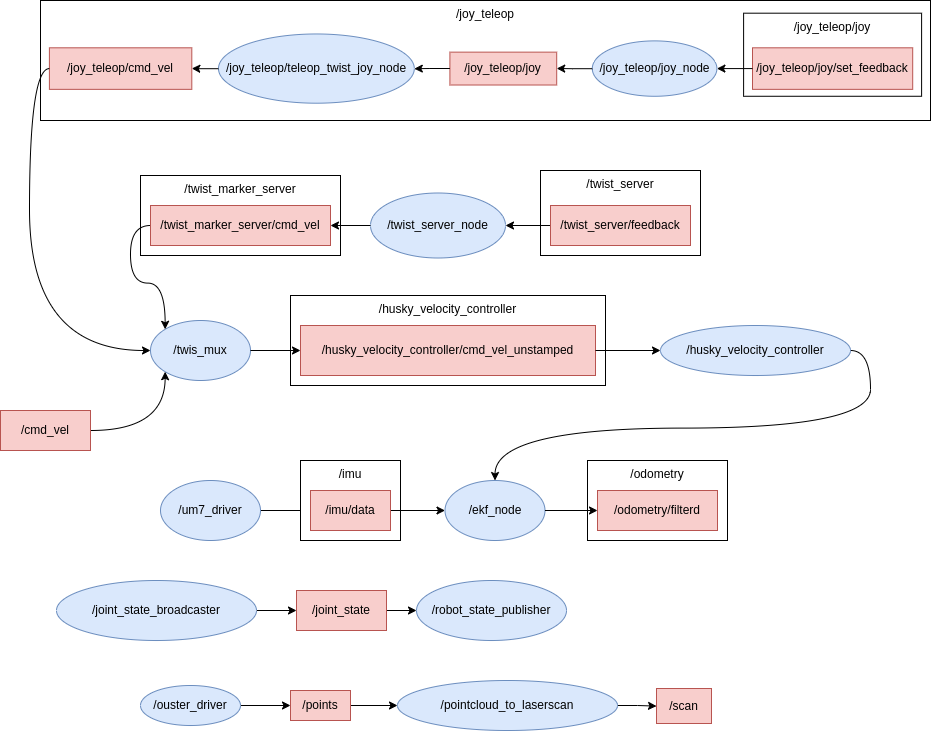 /joy_teleop
/joy_teleop/joy
/joy_teleop/cmd_vel
/joy_teleop/teleop_twist_joy_node
/joy_teleop/joy
/joy_teleop/joy_node
/joy_teleop/joy/set_feedback
/twist_marker_server
/twist_server
/twist_marker_server/cmd_vel
/twist_server_node
/twist_server/feedback
/husky_velocity_controller
/twis_mux
/husky_velocity_controller/cmd_vel_unstamped
/husky_velocity_controller
/cmd_vel
/imu
/odometry
/um7_driver
/imu/data
/ekf_node
/odometry/filterd
/joint_state_broadcaster
/joint_state
/robot_state_publisher
/ouster_driver
/points
/pointcloud_to_laserscan
/scan